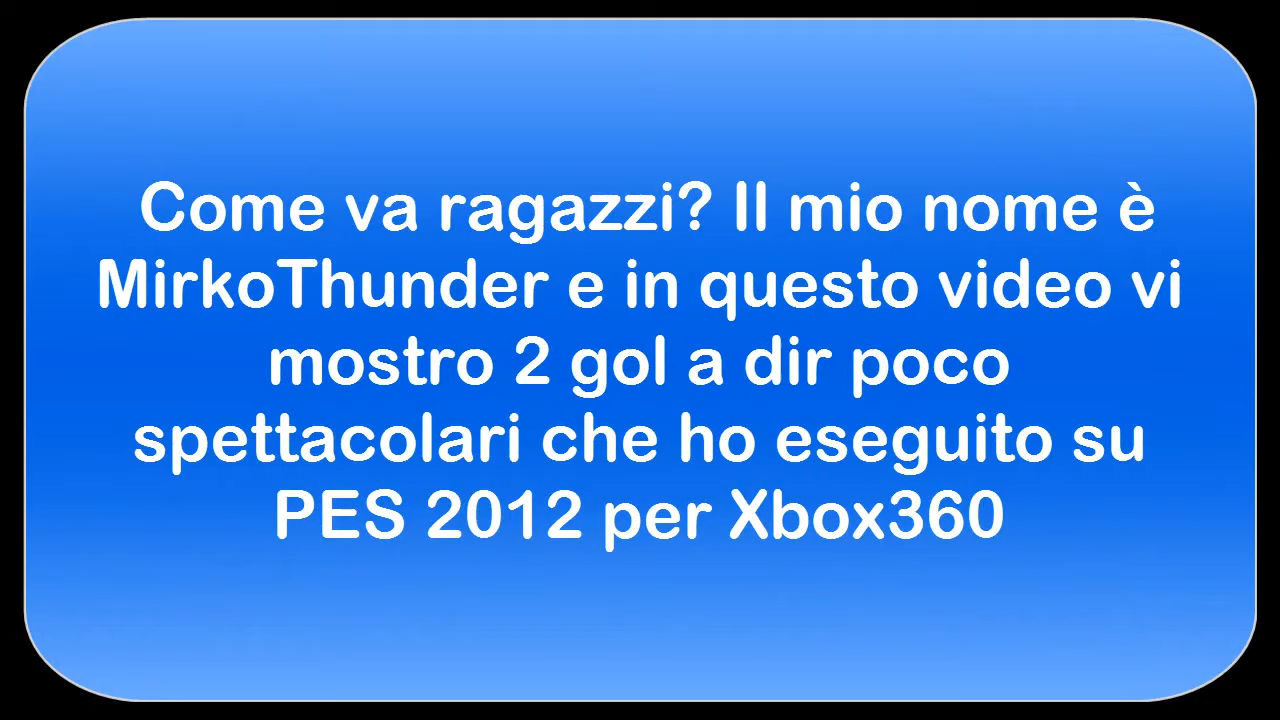 Come va ragazzi? Il mio nome è
MirkoThunder e in questo video vi
mostro 2 gol a dir poco
spettacolari che ho eseguito su
PES 2012 per Xbox360